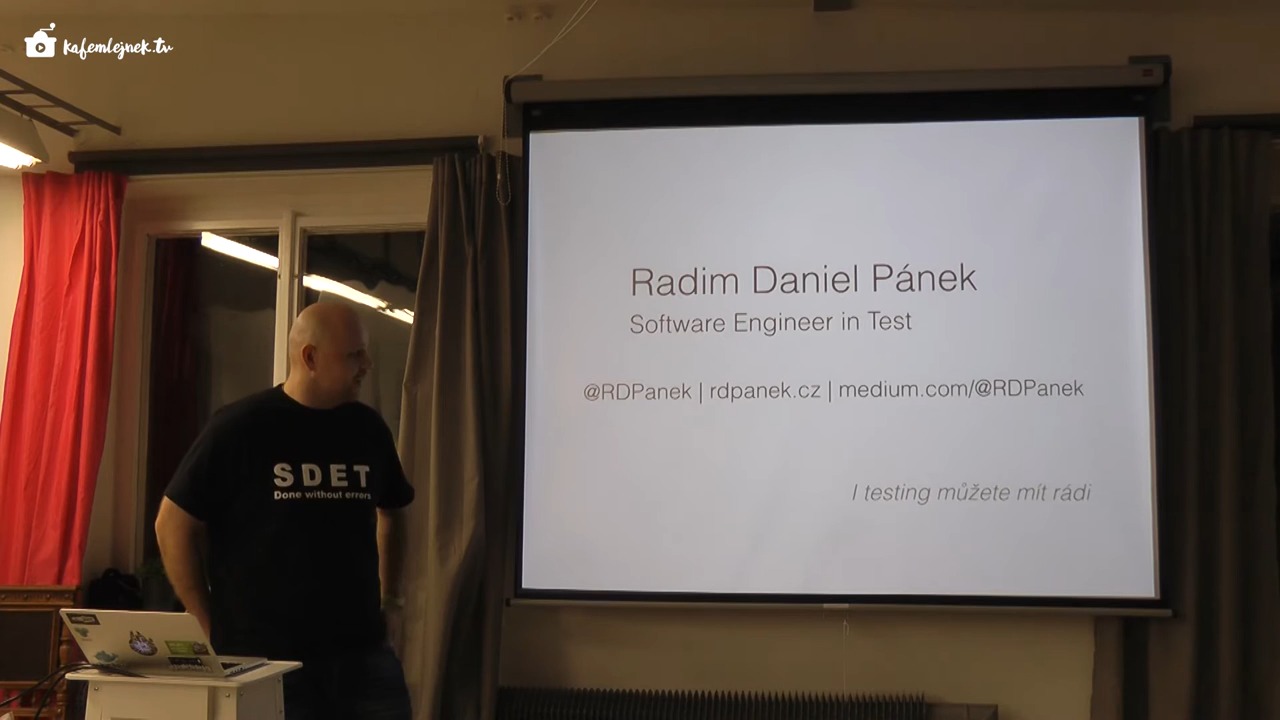 kafemlejnek.tv
Radim Daniel Pánek
Software Engineer in Test
@RDPanek | rdpanek.cz | medium.com/@RDPanek
I testing můžete mít rádi
SDET
Done without errors